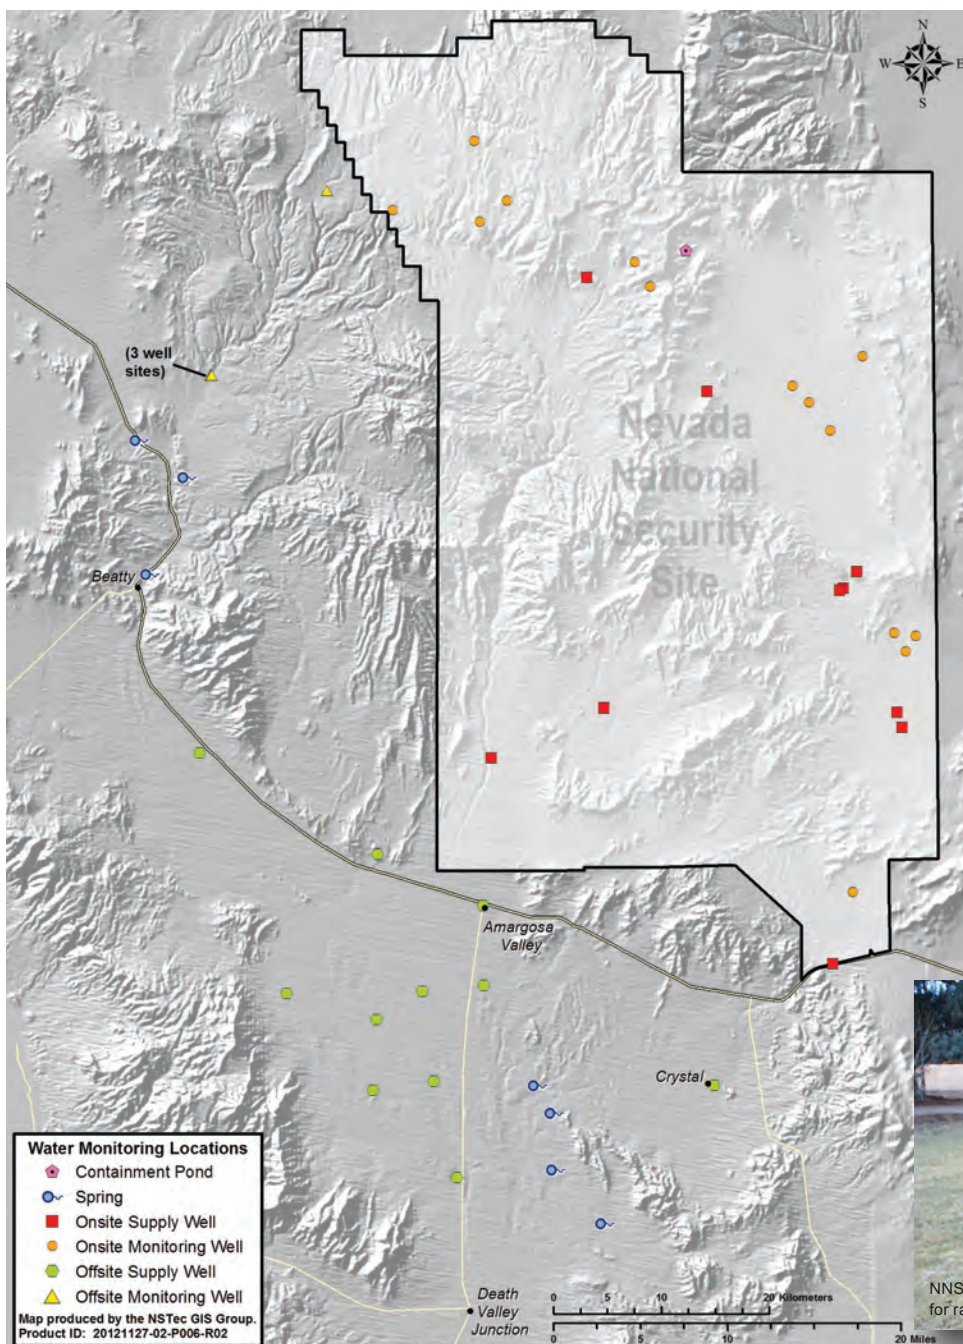 N
W
E
S
(3 well
sites)
Nevada
National
Security
Site
Beatty
Amargosa
Valley
Crystal
Death
Valley
Junction
Water Monitoring Locations
Containment Pond
Spring
Onsite Supply Well
Onsite Monitoring Well
Offsite Supply Well
Offsite Monitoring Well
Map produced by the NSTec GIS Group.
Product ID: 20121127-02-P006-R02
0
10
20 Kilometers
0
5
10
20 Miles
NNS
for ra